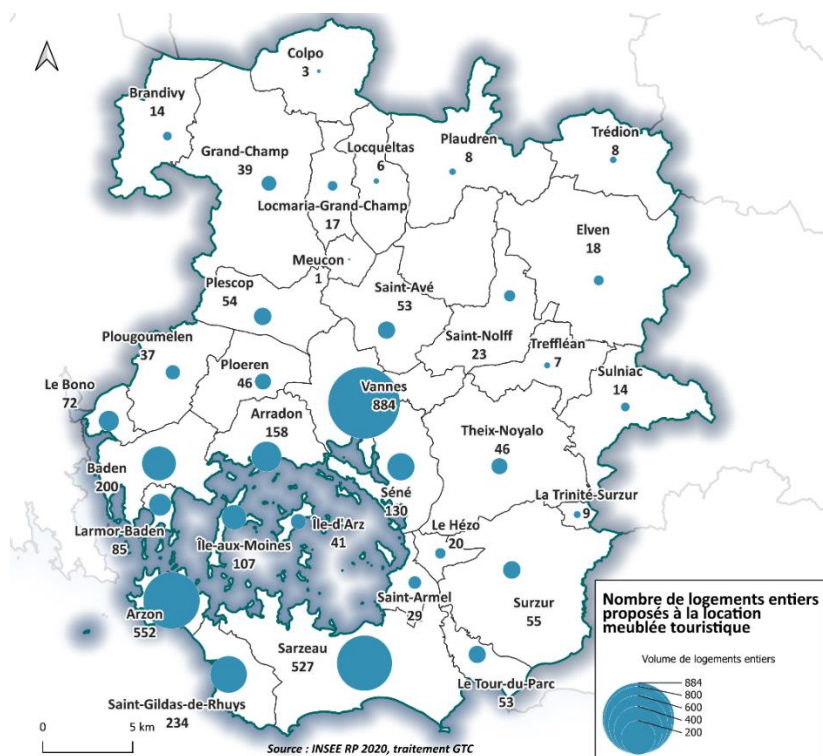 Colpo
3
Brandivy
14
Grand-Champ
39
Locqueltas
6
Plaudren
8
Trédion
8
Locmaria-Grand-Champ
17
Elven
18
Meucon
1
Plescop
54
Saint-Avé
53
Saint-Nolff
23
Treffléan
7
Plougoumelen
37
Ploeren
46
Sulniac
14
Le Bono
72
Vannes
884
Arradon
158
Theix-Noyalo
46
Baden
200
Séné
130
La Trinité-Surzur
9
Larmor-Baden
85
Île-aux-Moines
107
Île-d'Arz
41
Le Hézo
20
Saint-Armel
29
Surzur
55
Arzon
552
Sarzeau
527
Saint-Gildas-de-Rhuys
234
Le Tour-du-Parc
53
Nombre de logements entiers
proposés à la location
meublée touristique
Volume de logements entiers
884
800
600
400
200
0 5 km
Source : INSEE RP 2020, traitement GTC